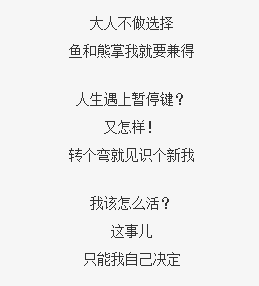 大人不做选择
鱼和熊掌我就要兼得
人生遇上暂停键？
又怎样！
转个弯就见识个新我
我该怎么活？
这事儿
只能我自己决定